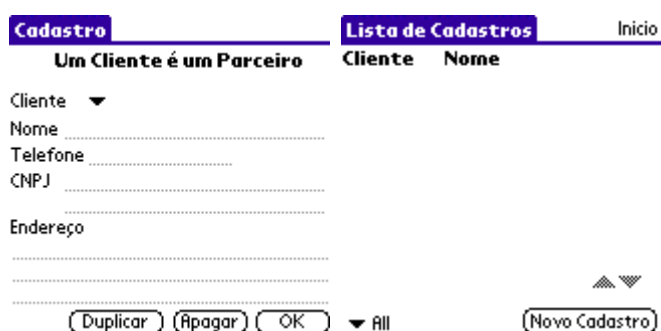 Cadastro
Um Cliente é um Parceiro
Cliente
Nome
Telefone
CNPJ
Endereço
Duplicar Apagar OK
Lista de Cadastros Inicio
Cliente Nome
All Novo Cadastro